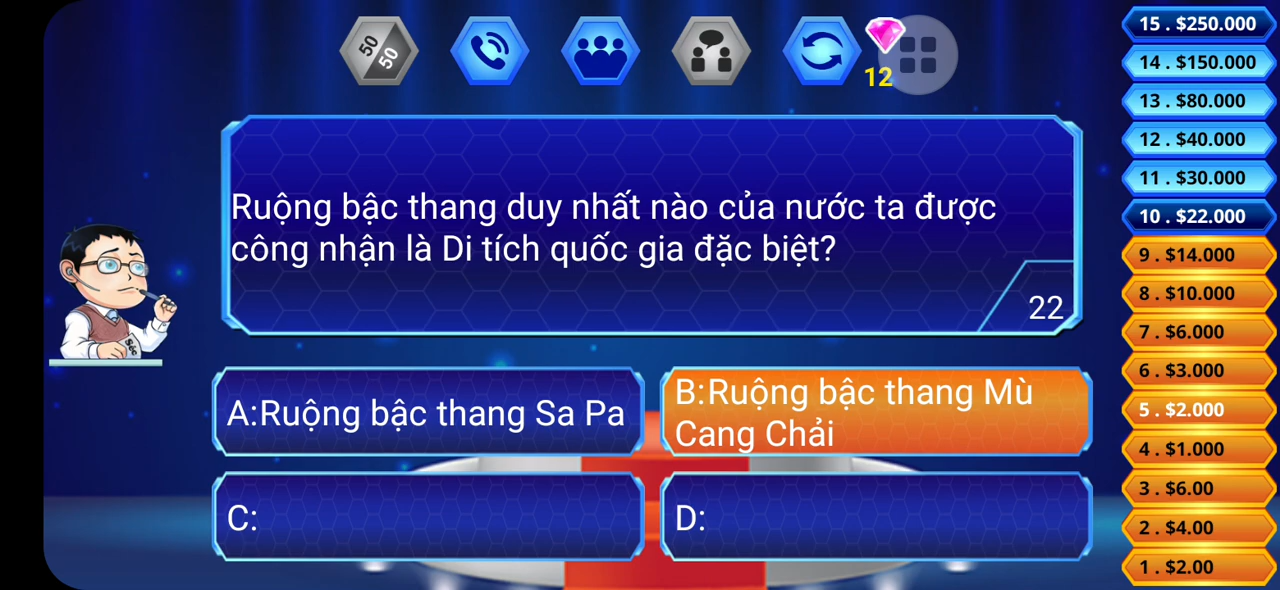 50
50
12
Ruộng bậc thang duy nhất nào của nước ta được
công nhận là Di tích quốc gia đặc biệt?
22
A:Ruộng bậc thang Sa Pa
B:Ruộng bậc thang Mù
Cang Chải
C:
D:
15 . $250.000
14 . $150.000
13 . $80.000
12 . $40.000
11 . $30.000
10 . $22.000
9 . $14.000
8 . $10.000
7 . $6.000
6 . $3.000
5 . $2.000
4 . $1.000
3 . $6.00
2 . $4.00
1 . $2.00